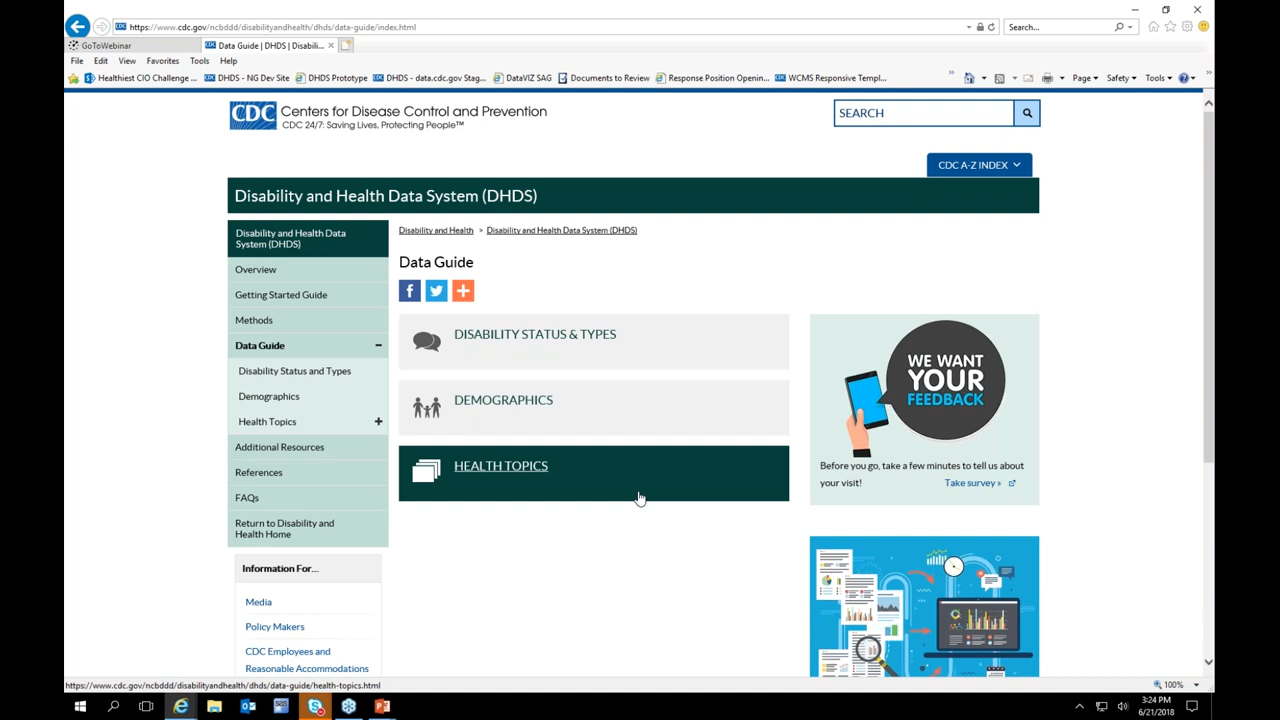 https://www.cdc.gov/ncbddd/disabilityandhealth/dhds/data-guide/index.html
Search...
GoToWebinar
Data Guide | DHDS | Disabili...
File Edit View Favorites Tools Help
Healthiest CIO Challenge ... DHDS - NG Dev Site DHDS Prototype DHDS - data.cdc.gov Stag... DataVIZ SAG Documents to Review Response Position Openin... WCMS Responsive Templ...
Page Safety Tools
CDC Centers for Disease Control and Prevention
CDC 24/7: Saving Lives, Protecting People™
SEARCH
CDC A-Z INDEX
Disability and Health Data System (DHDS)
Disability and Health Data
System (DHDS)
Overview
Getting Started Guide
Methods
Data Guide
Disability Status and Types
Demographics
Health Topics
Additional Resources
References
FAQs
Return to Disability and
Health Home
Information For...
Media
Policy Makers
CDC Employees and
Reasonable Accommodations
Disability and Health > Disability and Health Data System (DHDS)
Data Guide
DISABILITY STATUS & TYPES
DEMOGRAPHICS
HEALTH TOPICS
WE WANT
YOUR
FEEDBACK
Before you go, take a few minutes to tell us about
your visit! Take survey »
https://www.cdc.gov/ncbddd/disabilityandhealth/dhds/data-guide/health-topics.html
100%
3:24 PM
6/21/2018